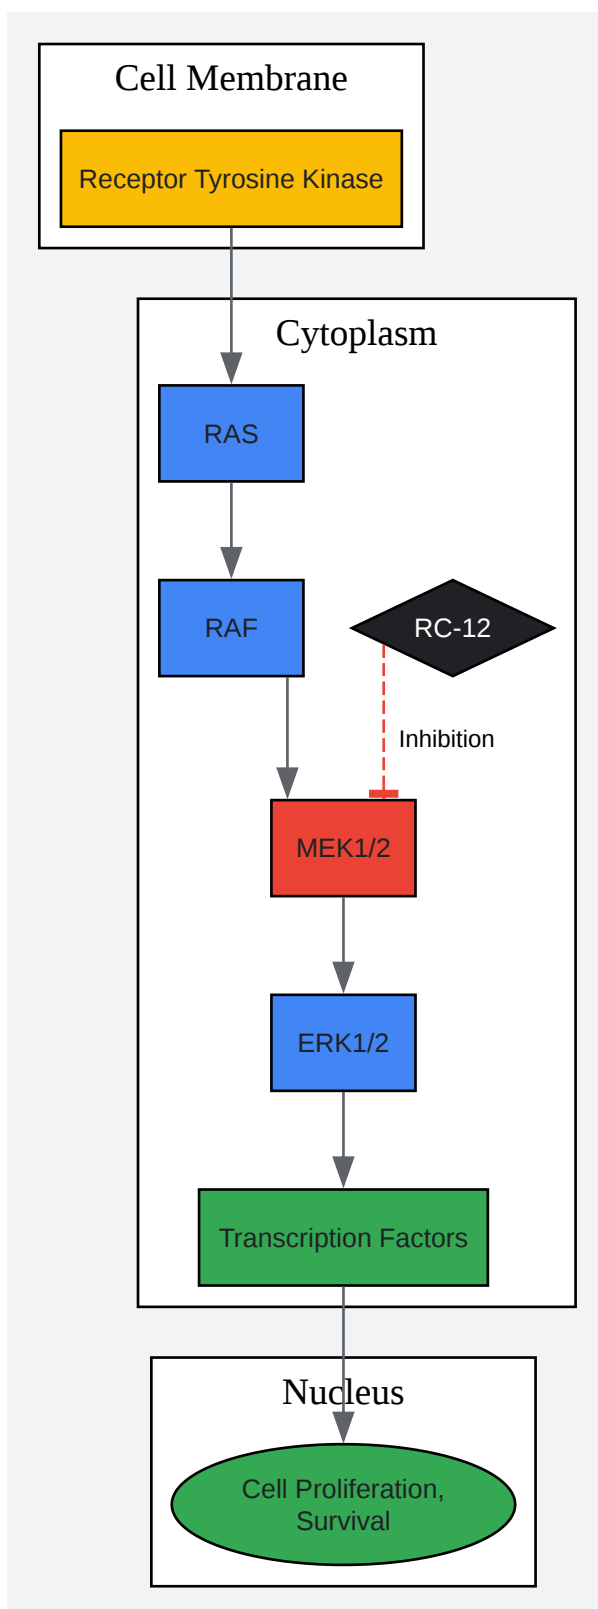 Cell Membrane
Receptor Tyrosine Kinase
Cytoplasm
RAS
RAF
RC-12
Inhibition
MEK1/2
ERK1/2
Transcription Factors
Nucleus
Cell Proliferation,
Survival